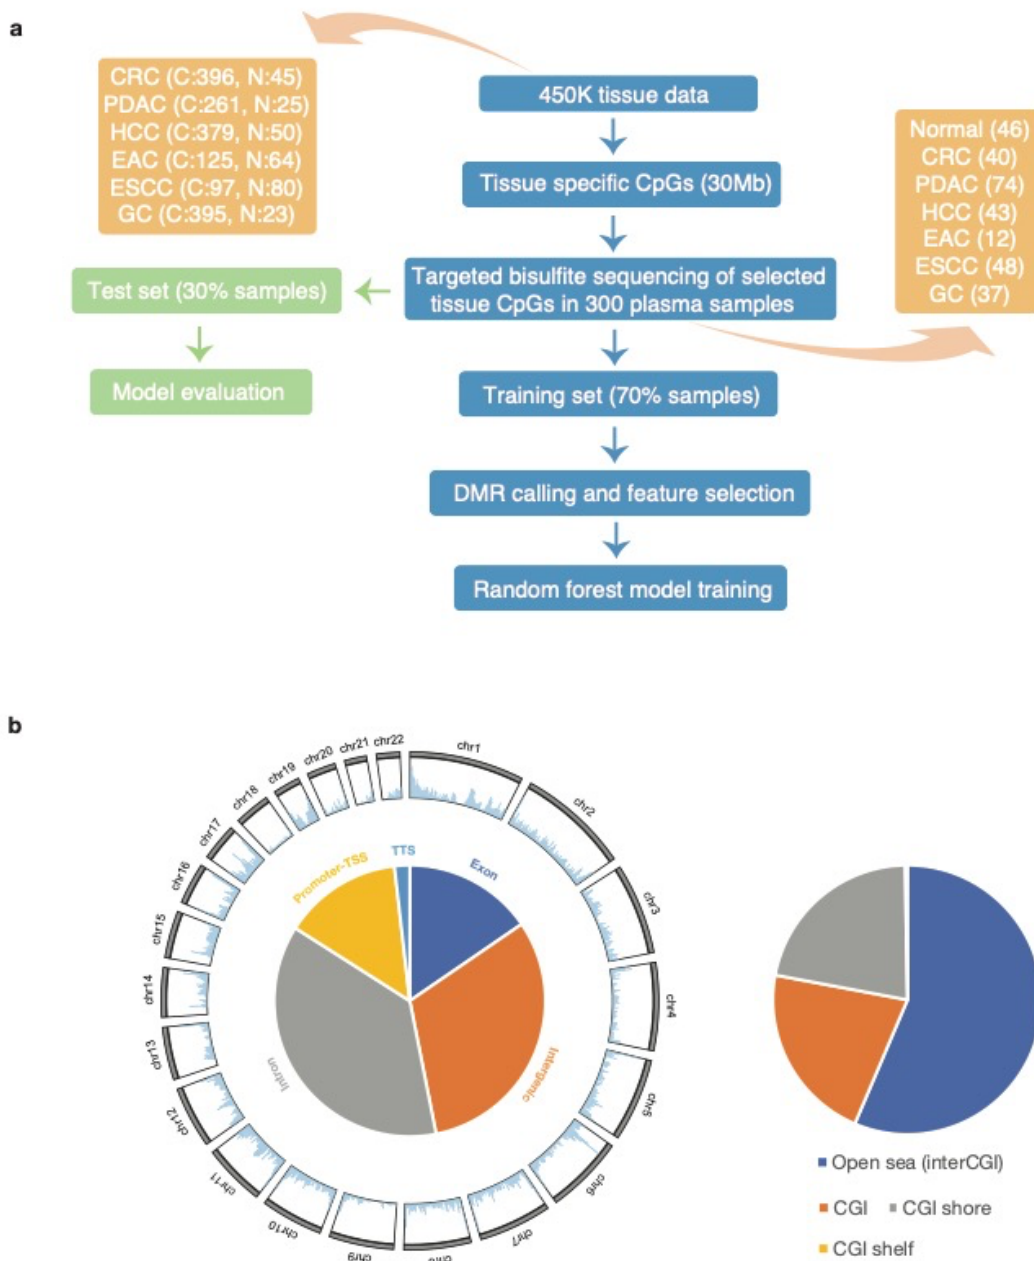 a
CRC (C:396, N:45)
PDAC (C:261, N:25)
HCC (C:379, N:50)
EAC (C:125, N:64)
ESCC (C:97, N:80)
GC (C:395, N:23)
450K tissue data
Tissue specific CpGs (30Mb)
Normal (46)
CRC (40)
PDAC (74)
HCC (43)
EAC (12)
ESCC (48)
GC (37)
Targeted bisulfite sequencing of selected
tissue CpGs in 300 plasma samples
Test set (30% samples)
Model evaluation
Training set (70% samples)
DMR calling and feature selection
Random forest model training
b
chr1
chr2
chr3
chr4
chr5
chr6
chr7
chr9
chr10
chr11
chr12
chr13
chr14
chr15
chr16
chr17
chr18
chr19
chr20
chr21
chr22
Promoter-TSS
TTS
Exon
Intergenic
Intron
Open sea (interCGI)
CGI
CGI shore
CGI shelf